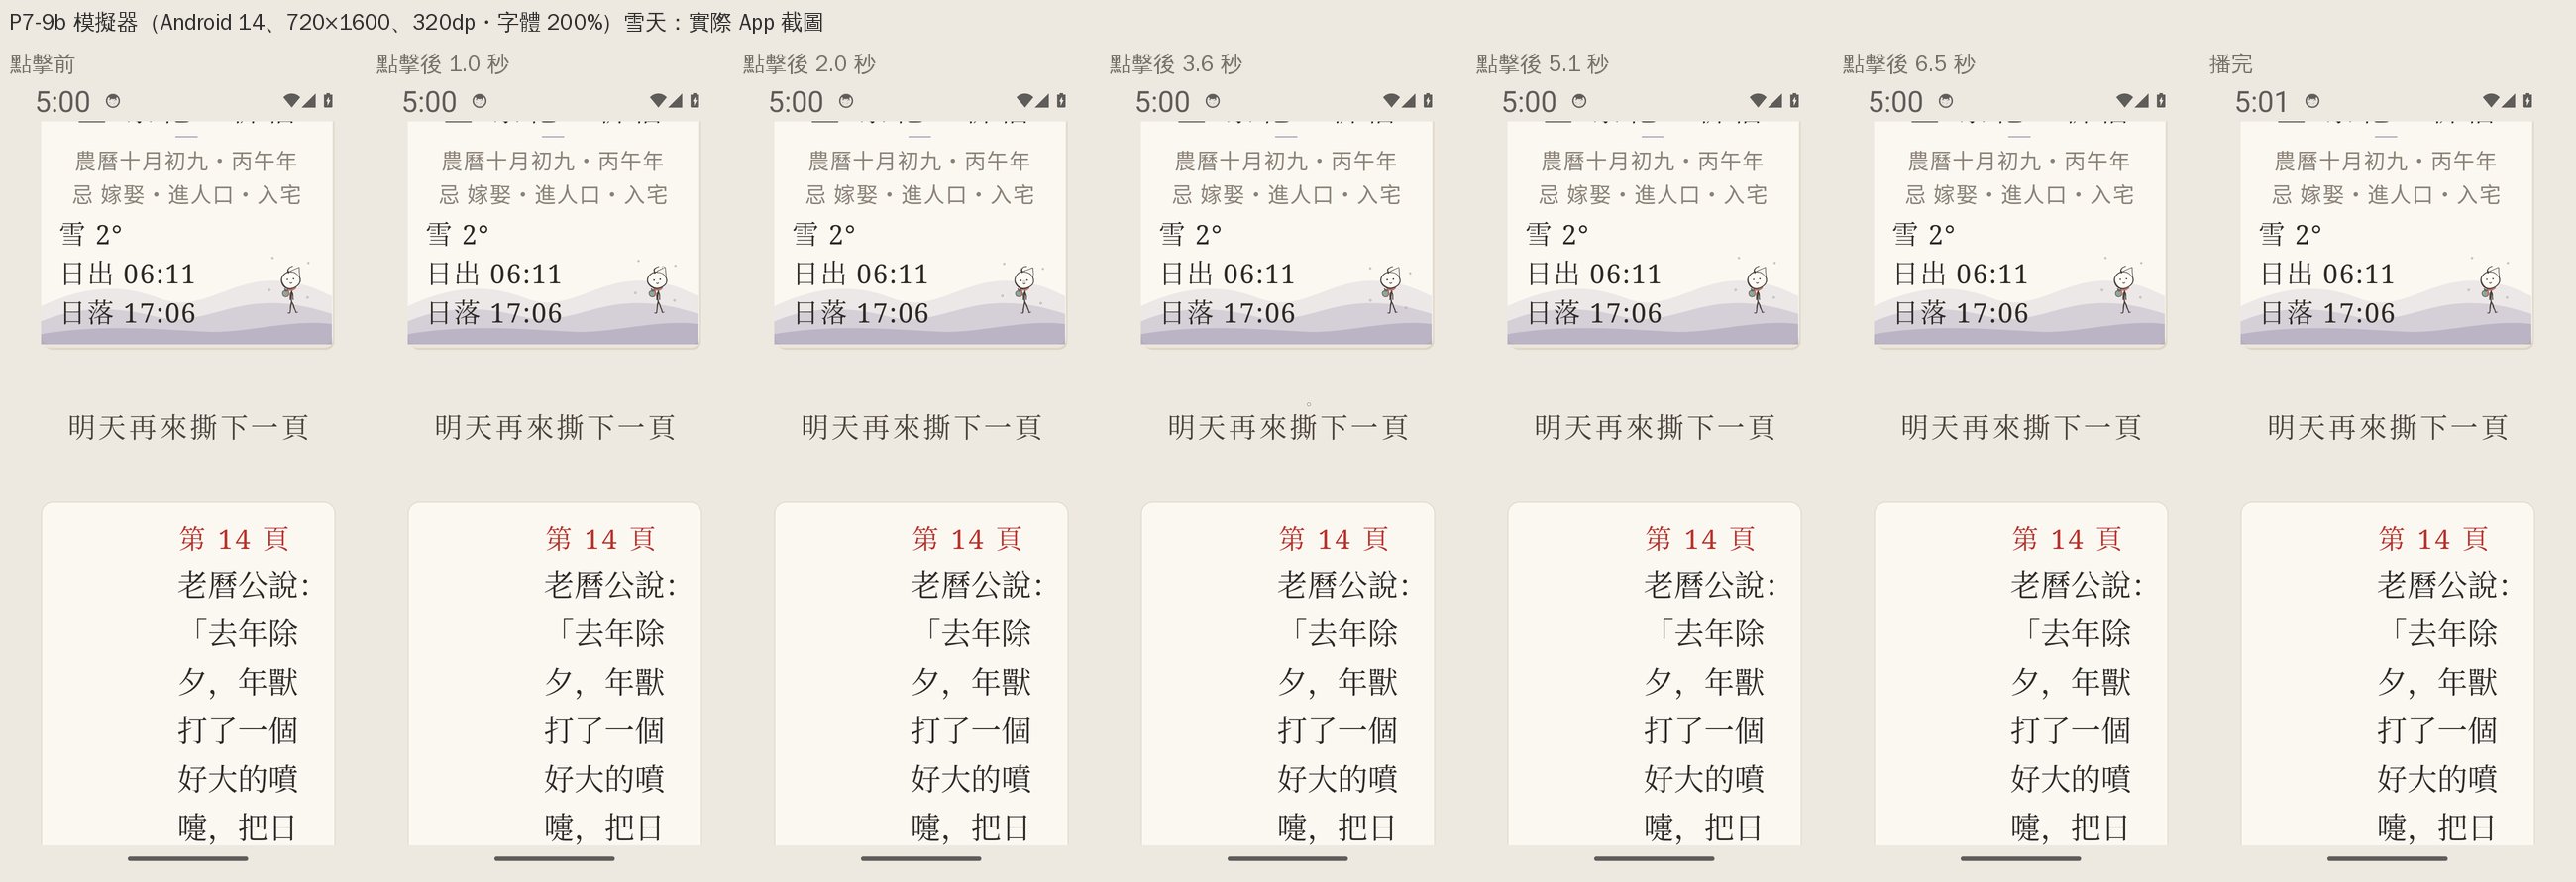 P7-9b 模擬器（Android 14、720×1600、320dp・字體 200%）雪天：實際 App 截圖
點擊前
5:00
農曆十月初九・丙午年
忌 嫁娶・進人口・入宅
雪 2°
日出 06:11
日落 17:06
明天再來撕下一頁
第 14 頁
老曆公說：
「去年除
夕，年獸
打了一個
好大的噴
嚏，把日
點擊後 1.0 秒
5:00
農曆十月初九・丙午年
忌 嫁娶・進人口・入宅
雪 2°
日出 06:11
日落 17:06
明天再來撕下一頁
第 14 頁
老曆公說：
「去年除
夕，年獸
打了一個
好大的噴
嚏，把日
點擊後 2.0 秒
5:00
農曆十月初九・丙午年
忌 嫁娶・進人口・入宅
雪 2°
日出 06:11
日落 17:06
明天再來撕下一頁
第 14 頁
老曆公說：
「去年除
夕，年獸
打了一個
好大的噴
嚏，把日
點擊後 3.6 秒
5:00
農曆十月初九・丙午年
忌 嫁娶・進人口・入宅
雪 2°
日出 06:11
日落 17:06
明天再來撕下一頁
第 14 頁
老曆公說：
「去年除
夕，年獸
打了一個
好大的噴
嚏，把日
點擊後 5.1 秒
5:00
農曆十月初九・丙午年
忌 嫁娶・進人口・入宅
雪 2°
日出 06:11
日落 17:06
明天再來撕下一頁
第 14 頁
老曆公說：
「去年除
夕，年獸
打了一個
好大的噴
嚏，把日
點擊後 6.5 秒
5:00
農曆十月初九・丙午年
忌 嫁娶・進人口・入宅
雪 2°
日出 06:11
日落 17:06
明天再來撕下一頁
第 14 頁
老曆公說：
「去年除
夕，年獸
打了一個
好大的噴
嚏，把日
播完
5:01
農曆十月初九・丙午年
忌 嫁娶・進人口・入宅
雪 2°
日出 06:11
日落 17:06
明天再來撕下一頁
第 14 頁
老曆公說：
「去年除
夕，年獸
打了一個
好大的噴
嚏，把日